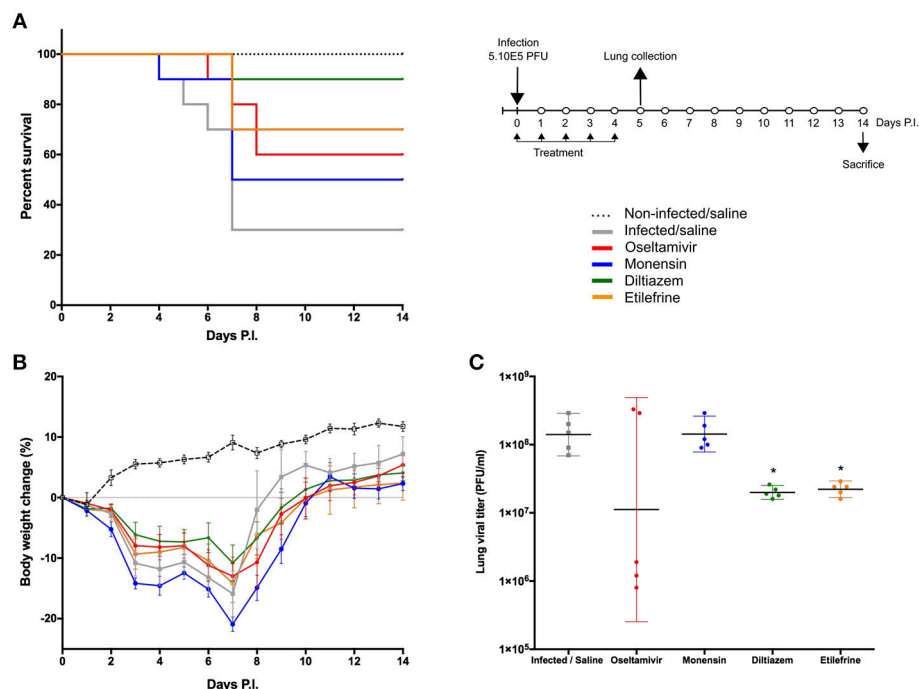 A
Percent survival
100
80
60
40
20
0
0 2 4 6 8 10 12 14
Days P.I.
Infection
5.10E5 PFU
Lung collection
0 1 2 3 4 5 6 7 8 9 10 11 12 13 14 Days P.I.
Treatment
Sacrifice
Non-infected/saline
Infected/saline
Oseltamivir
Monensin
Diltiazem
Etilefrine
B
Body weight change (%)
20
10
0
-10
-20
0 2 4 6 8 10 12 14
Days P.I.
C
Lung viral titer (PFU/ml)
1×10⁹
1×10⁸
1×10⁷
1×10⁶
1×10⁵
* *
Infected / Saline Oseltamivir Monensin Diltiazem Etilefrine